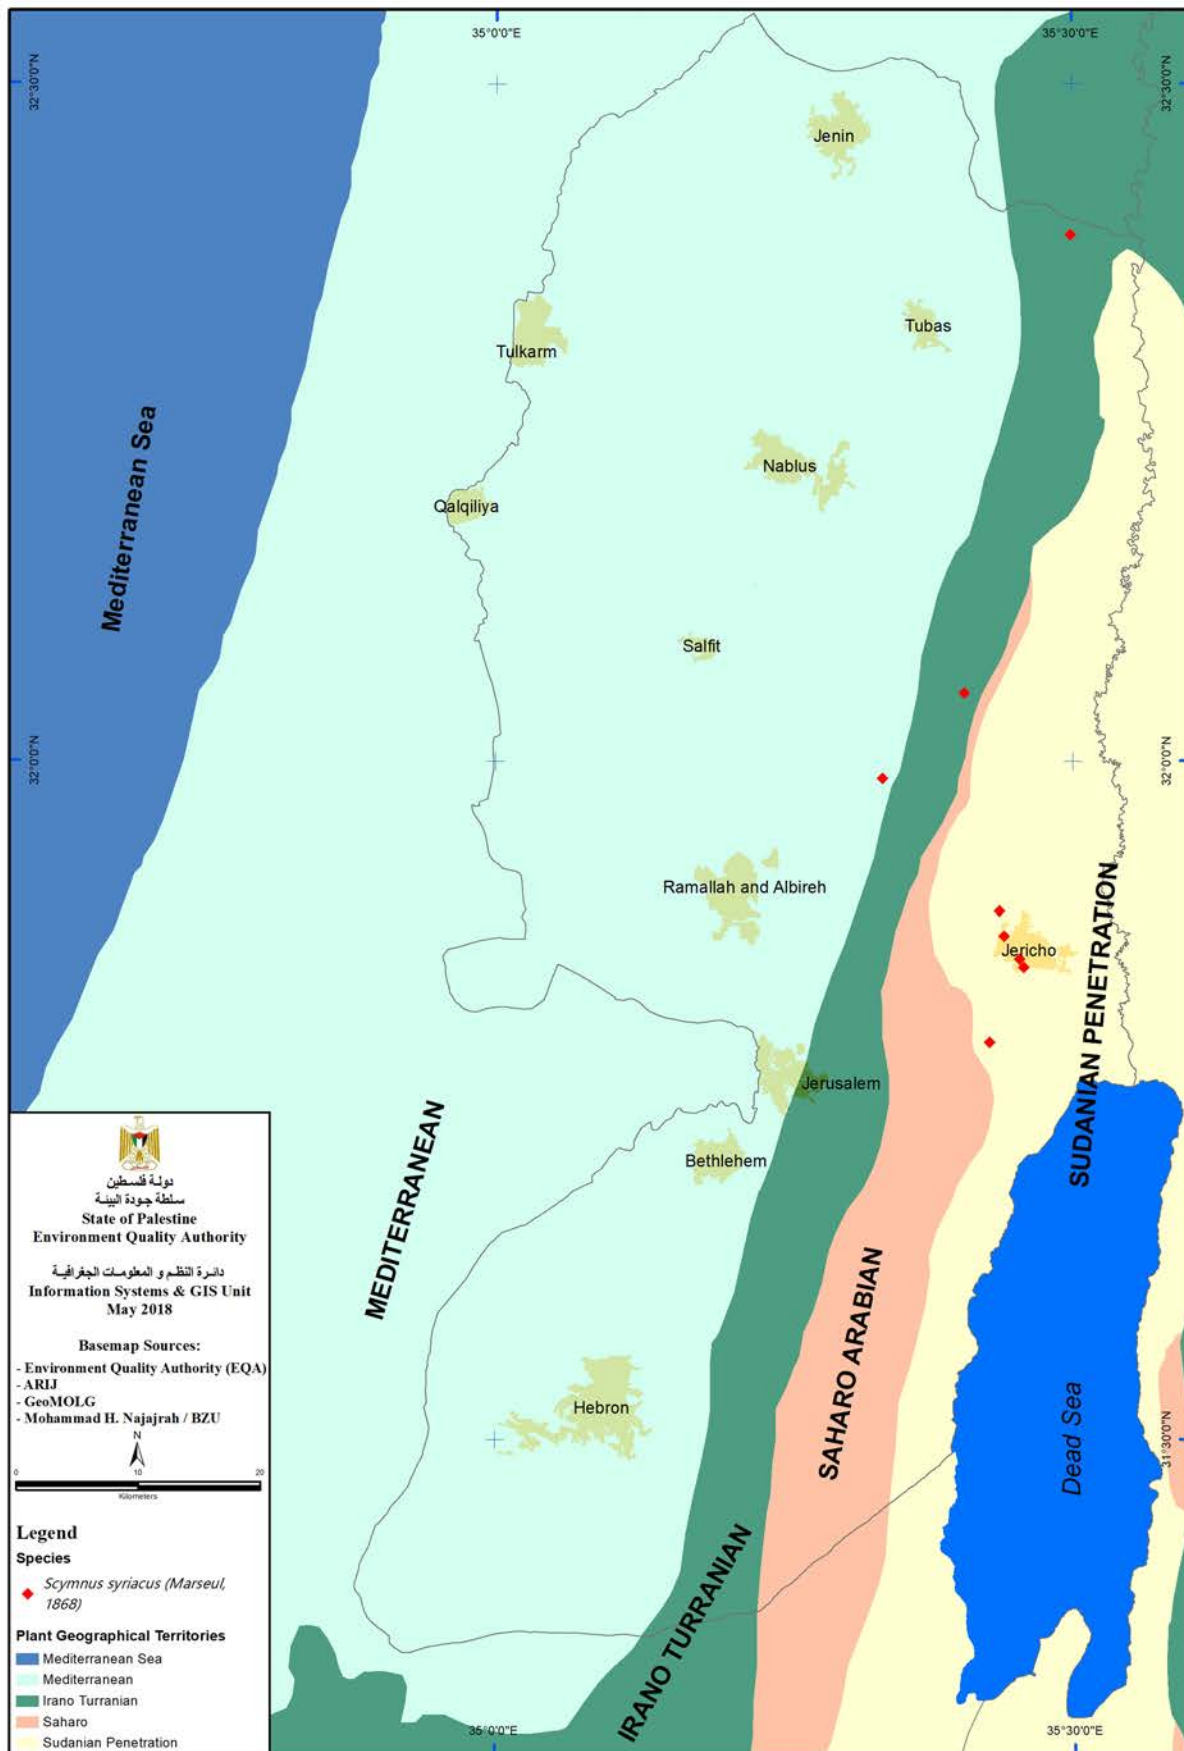 35°0'0"E
35°30'0"E
32°30'0"N
32°30'0"N
Jenin
Tubas
Tulkarm
Mediterranean Sea
Nablus
Qalqiliya
Salfit
32°0'0"N
32°0'0"N
Ramallah and Albireh
Jericho
SUDANIAN PENETRATION
Jerusalem
Bethlehem
MEDITERRANEAN
SAHARO ARABIAN
Hebron
Dead Sea
31°30'0"N
IRANO TURRANIAN
35°0'0"E
35°30'0"E
دولة فلسطين
سلطة جودة البيئة
State of Palestine
Environment Quality Authority
دائرة النظم و المعلومات الجغرافية
Information Systems & GIS Unit
May 2018
Basemap Sources:
- Environment Quality Authority (EQA)
- ARIJ
- GeoMOLG
- Mohammad H. Najajrah / BZU
N
0 10 20
Kilometers
Legend
Species
Scymnus syriacus (Marseul,
1868)
Plant Geographical Territories
Mediterranean Sea
Mediterranean
Irano Turranian
Saharo
Sudanian Penetration